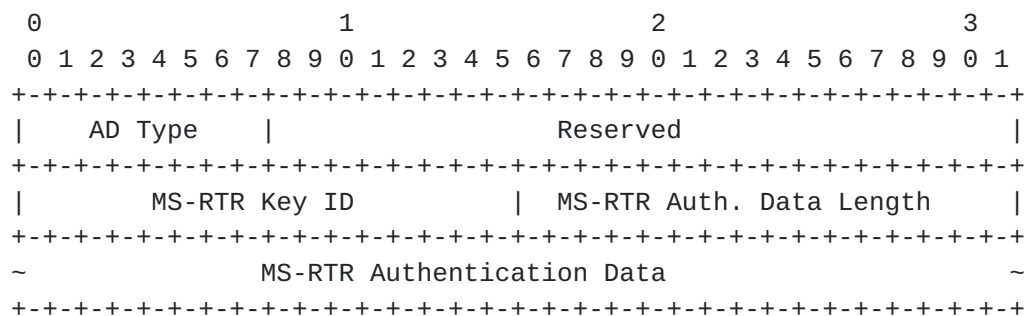 0                   1                   2                   3
 0 1 2 3 4 5 6 7 8 9 0 1 2 3 4 5 6 7 8 9 0 1 2 3 4 5 6 7 8 9 0 1
+-+-+-+-+-+-+-+-+-+-+-+-+-+-+-+-+-+-+-+-+-+-+-+-+-+-+-+-+-+-+-+-+
|    AD Type    |                  Reserved                     |
+-+-+-+-+-+-+-+-+-+-+-+-+-+-+-+-+-+-+-+-+-+-+-+-+-+-+-+-+-+-+-+-+
|        MS-RTR Key ID          |  MS-RTR Auth. Data Length     |
+-+-+-+-+-+-+-+-+-+-+-+-+-+-+-+-+-+-+-+-+-+-+-+-+-+-+-+-+-+-+-+-+
~               MS-RTR Authentication Data                      ~
+-+-+-+-+-+-+-+-+-+-+-+-+-+-+-+-+-+-+-+-+-+-+-+-+-+-+-+-+-+-+-+-+